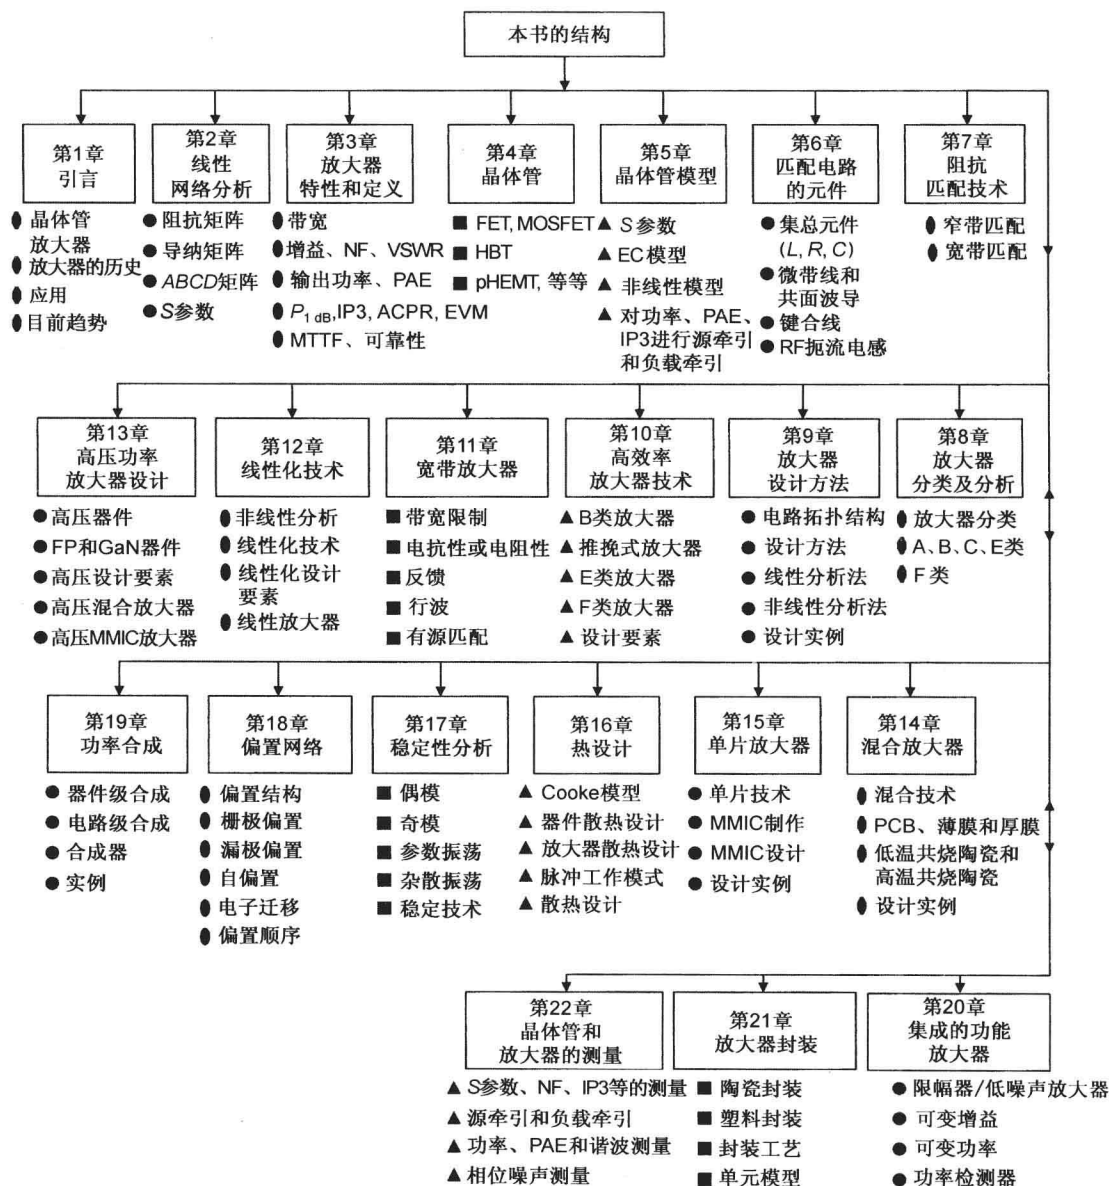 本书的结构
第1章
引言
晶体管
放大器
放大器的历史
应用
目前趋势
第2章
线性
网络分析
阻抗矩阵
导纳矩阵
ABCD矩阵
S参数
第3章
放大器
特性和定义
带宽
增益、NF、VSWR
输出功率、PAE
P1 dB,IP3, ACPR, EVM
MTTF、可靠性
第4章
晶体管
FET, MOSFET
HBT
pHEMT, 等等
第5章
晶体管模型
S参数
EC模型
非线性模型
对功率、PAE、
IP3进行源牵引
和负载牵引
第6章
匹配电路
的元件
集总元件
(L, R, C)
微带线和
共面波导
键合线
RF扼流电感
第7章
阻抗
匹配技术
窄带匹配
宽带匹配
第13章
高压功率
放大器设计
高压器件
FP和GaN器件
高压设计要素
高压混合放大器
高压MMIC放大器
第12章
线性化技术
非线性分析
线性化技术
线性化设计
要素
线性放大器
第11章
宽带放大器
带宽限制
电抗性或电阻性
反馈
行波
有源匹配
第10章
高效率
放大器技术
B类放大器
推挽式放大器
E类放大器
F类放大器
设计要素
第9章
放大器
设计方法
电路拓扑结构
设计方法
线性分析法
非线性分析法
设计实例
第8章
放大器
分类及分析
放大器分类
A、B、C、E类
F类
第19章
功率合成
器件级合成
电路级合成
合成器
实例
第18章
偏置网络
偏置结构
栅极偏置
漏极偏置
自偏置
电子迁移
偏置顺序
第17章
稳定性分析
偶模
奇模
参数振荡
杂散振荡
稳定技术
第16章
热设计
Cooke模型
器件散热设计
放大器散热设计
脉冲工作模式
散热设计
第15章
单片放大器
单片技术
MMIC制作
MMIC设计
设计实例
第14章
混合放大器
混合技术
PCB、薄膜和厚膜
低温共烧陶瓷和
高温共烧陶瓷
设计实例
第22章
晶体管和
放大器的测量
S参数、NF、IP3等的测量
源牵引和负载牵引
功率、PAE和谐波测量
相位噪声测量
第21章
放大器封装
陶瓷封装
塑料封装
封装工艺
单元模型
第20章
集成的功能
放大器
限幅器/低噪声放大器
可变增益
可变功率
功率检测器